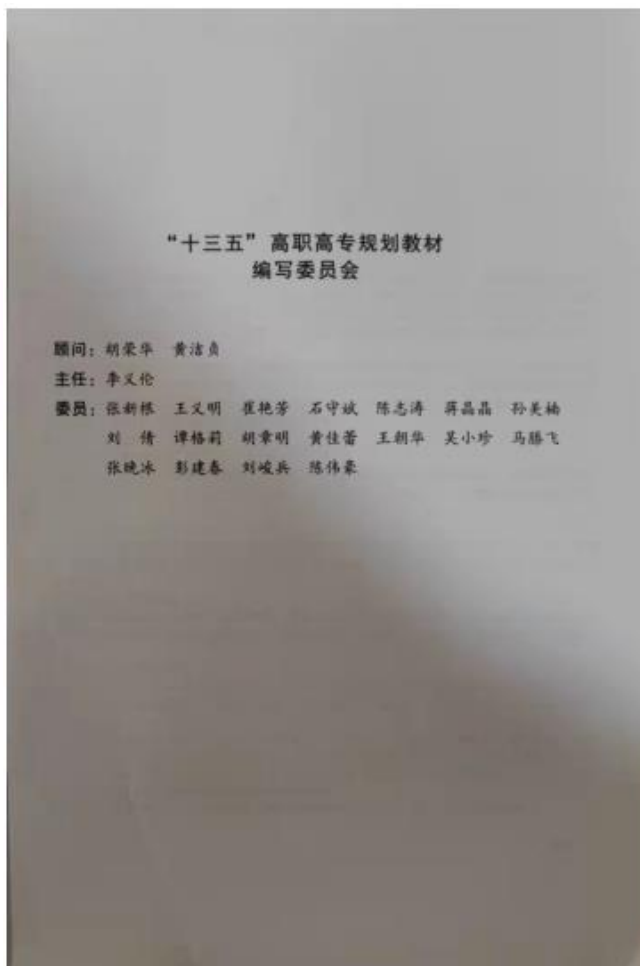 “十三五”高职高专规划教材
编写委员会
顾问：胡荣华 黄洁贞
主任：李义伦
委员：张新根 王义明 崔艳芳 石守斌 陈志涛 蒋晶晶 孙美楠
刘 倩 谭格莉 胡章明 黄佳蕾 王朝华 吴小珍 马腾飞
张晓冰 彭建春 刘峻兵 陈伟豪